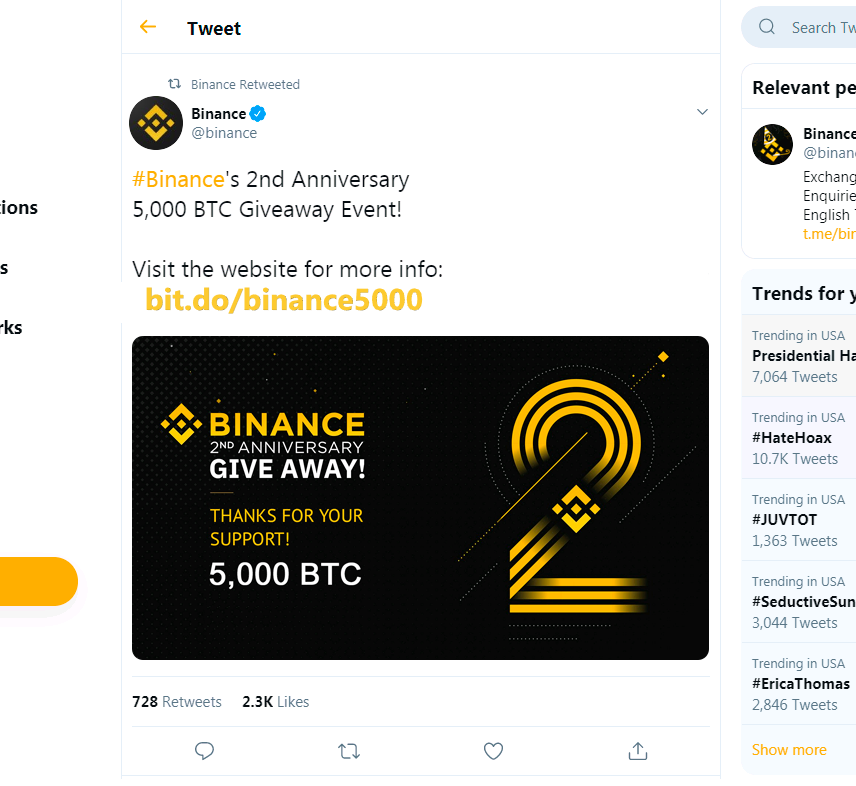 Tweet
Binance Retweeted
Binance
@binance
#Binance's 2nd Anniversary
5,000 BTC Giveaway Event!
Visit the website for more info:
bit.do/binance5000
BINANCE
2ND ANNIVERSARY
GIVE AWAY!
THANKS FOR YOUR
SUPPORT!
5,000 BTC
728 Retweets 2.3K Likes
ions
s
rks
Search Tw
Relevant pe
Binance
@binanc
Exchang
Enquirie
English T
t.me/bin
Trends for y
Trending in USA
Presidential Ha
7,064 Tweets
Trending in USA
#HateHoax
10.7K Tweets
Trending in USA
#JUVTOT
1,363 Tweets
Trending in USA
#SeductiveSun
3,044 Tweets
Trending in USA
#EricaThomas
2,846 Tweets
Show more